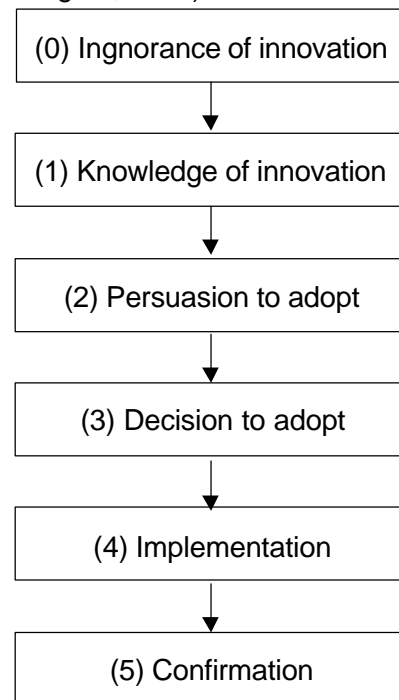 (0) Ingnorance of innovation
(1) Knowledge of innovation
(2) Persuasion to adopt
(3) Decision to adopt
(4) Implementation
(5) Confirmation